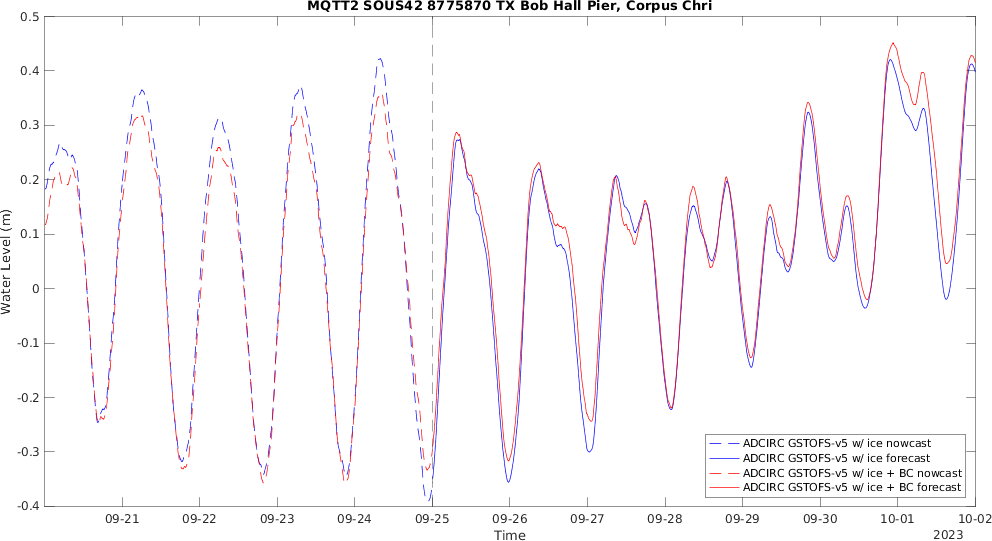 MQTT2 SOUS42 8775870 TX Bob Hall Pier, Corpus Chri
0.5
0.4
0.3
0.2
0.1
0
-0.1
-0.2
-0.3
-0.4
Water Level (m)
09-21 09-22 09-23 09-24 09-25 09-26 09-27 09-28 09-29 09-30 10-01 10-02
2023
Time
ADCIRC GSTOFS-v5 w/ ice nowcast
ADCIRC GSTOFS-v5 w/ ice forecast
ADCIRC GSTOFS-v5 w/ ice + BC nowcast
ADCIRC GSTOFS-v5 w/ ice + BC forecast